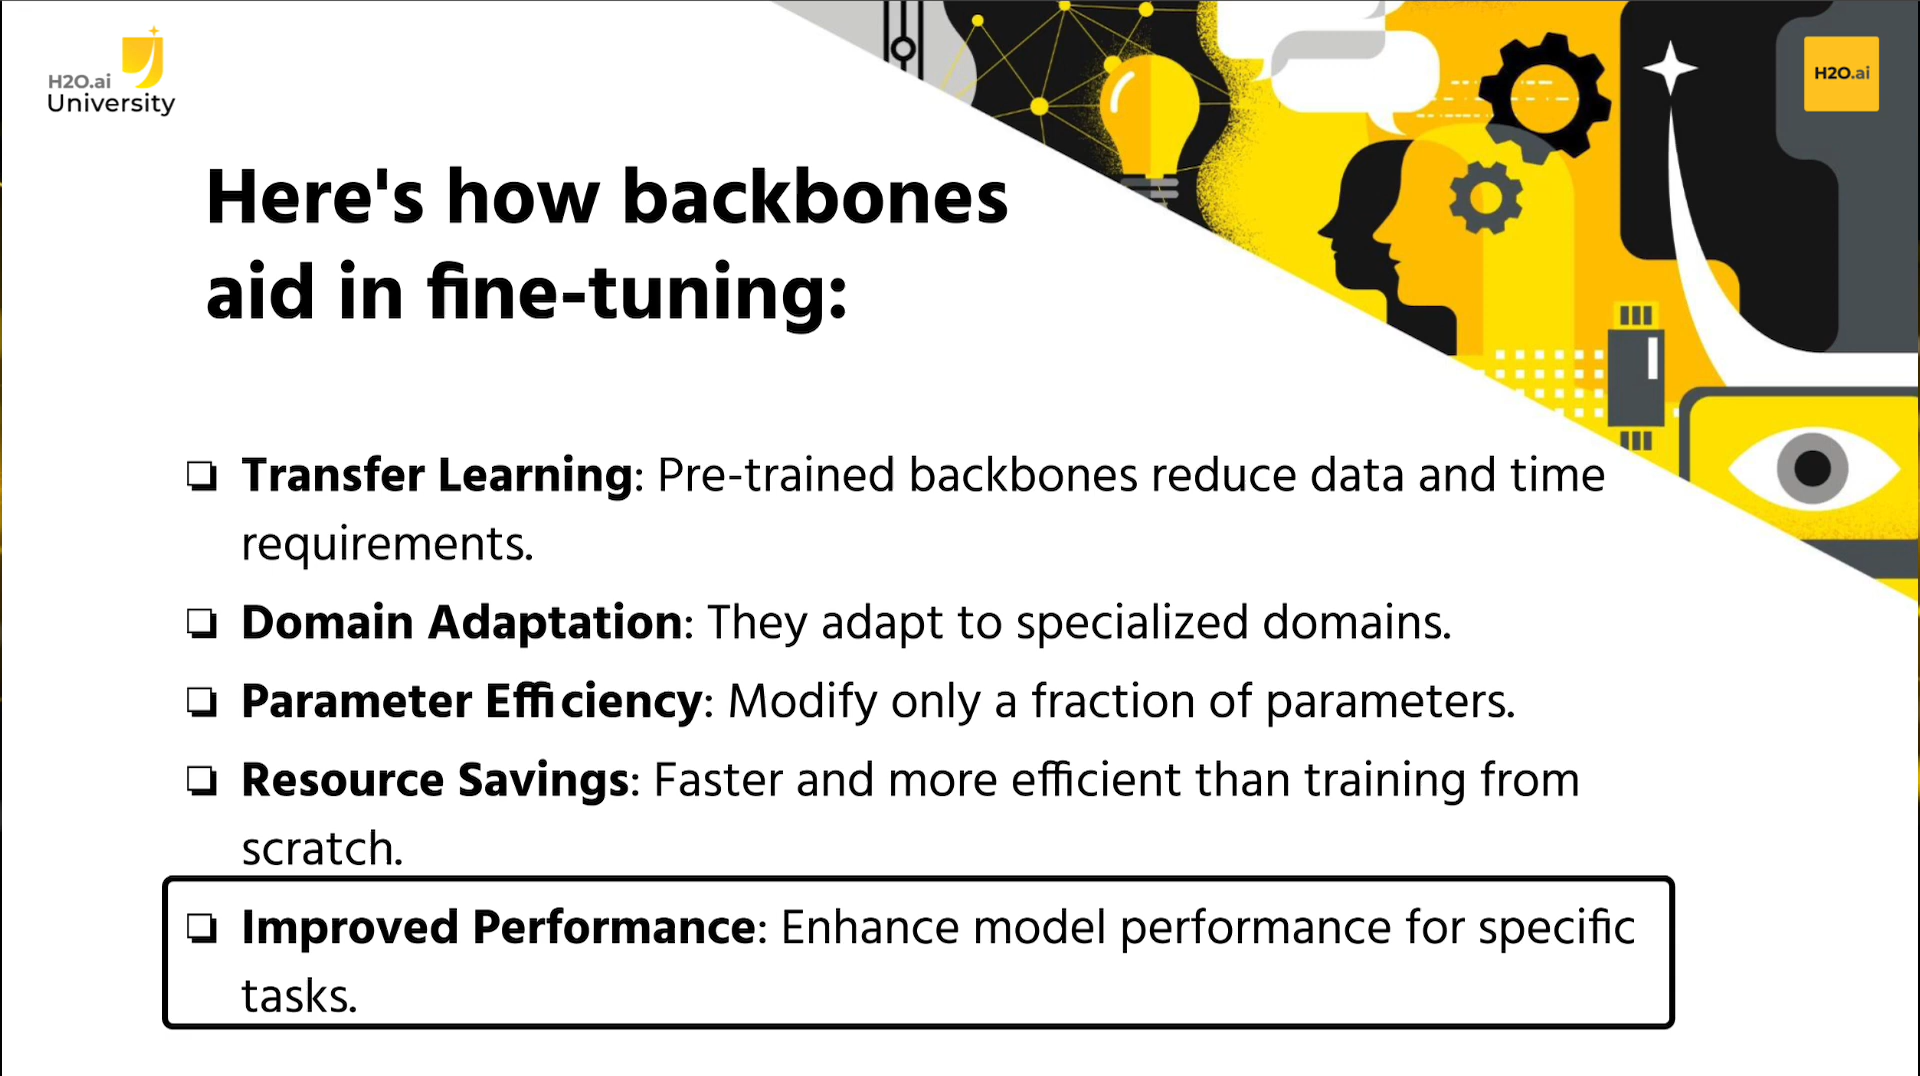 H2O.ai
University
H2O.ai
Here's how backbones
aid in fine-tuning:
❏ Transfer Learning: Pre-trained backbones reduce data and time
requirements.
❏ Domain Adaptation: They adapt to specialized domains.
❏ Parameter Efficiency: Modify only a fraction of parameters.
❏ Resource Savings: Faster and more efficient than training from
scratch.
❏ Improved Performance: Enhance model performance for specific
tasks.